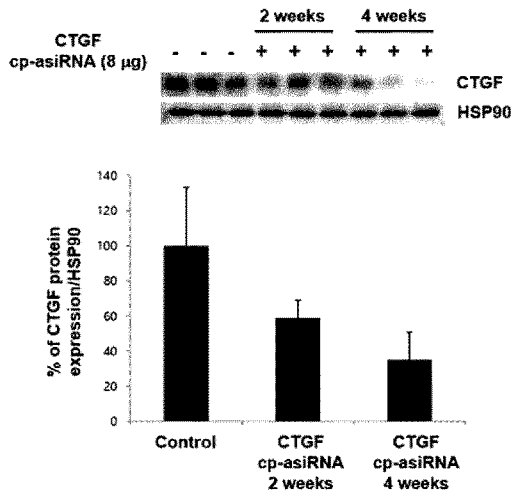 2 weeks 4 weeks
CTGF
cp-asiRNA (8 µg) - - - + + + + + +
CTGF
HSP90
% of CTGF protein
expression/HSP90
140
120
100
80
60
40
20
0
Control
CTGF
cp-asiRNA
2 weeks
CTGF
cp-asiRNA
4 weeks